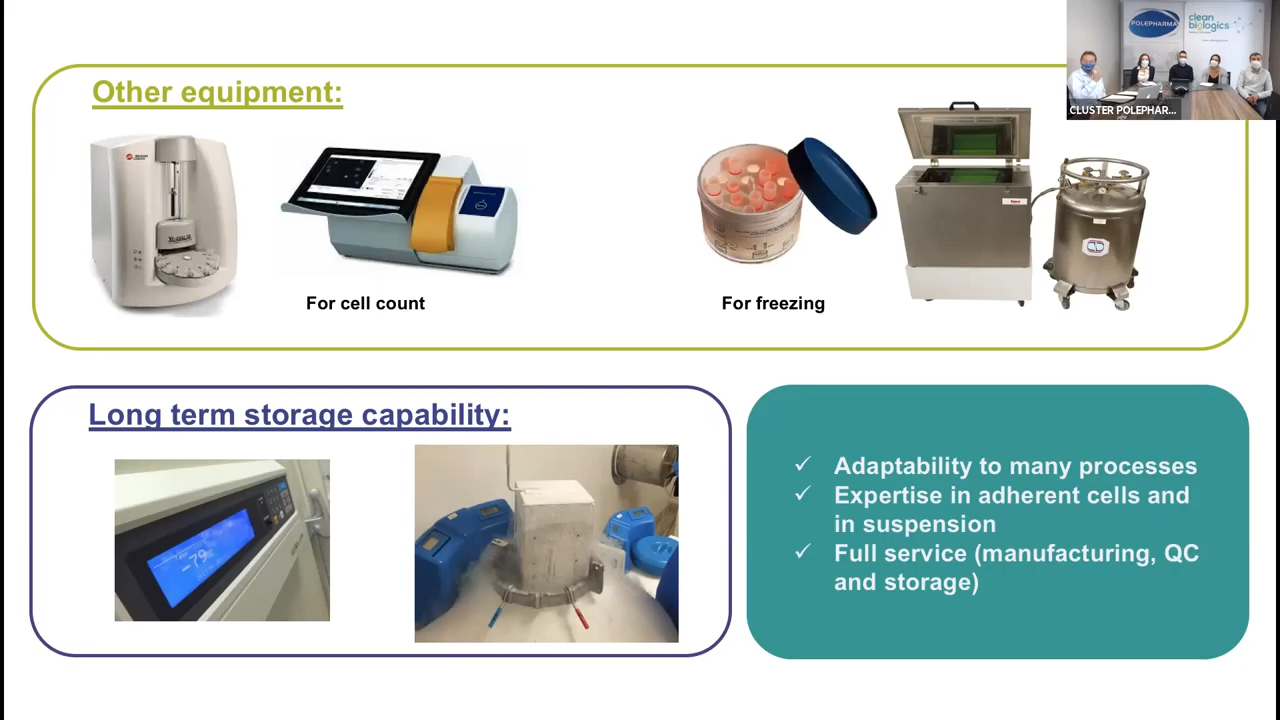 POLEPHARMA
clean
biologics
CLUSTER POLEPHAR...
Other equipment:
For cell count
For freezing
Long term storage capability:
-79
Adaptability to many processes
Expertise in adherent cells and
in suspension
Full service (manufacturing, QC
and storage)